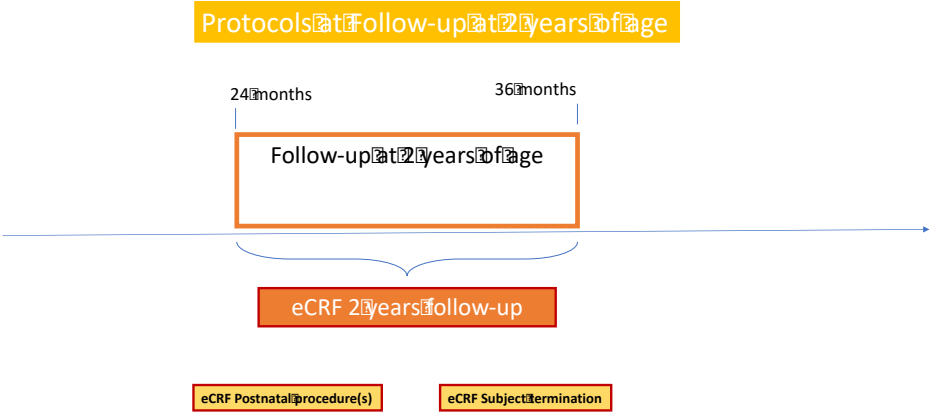 Protocols at Follow-up at 2 years of age
24 months
36 months
Follow-up at 2 years of age
eCRF 2 years follow-up
eCRF Postnatal procedure(s)
eCRF Subject termination